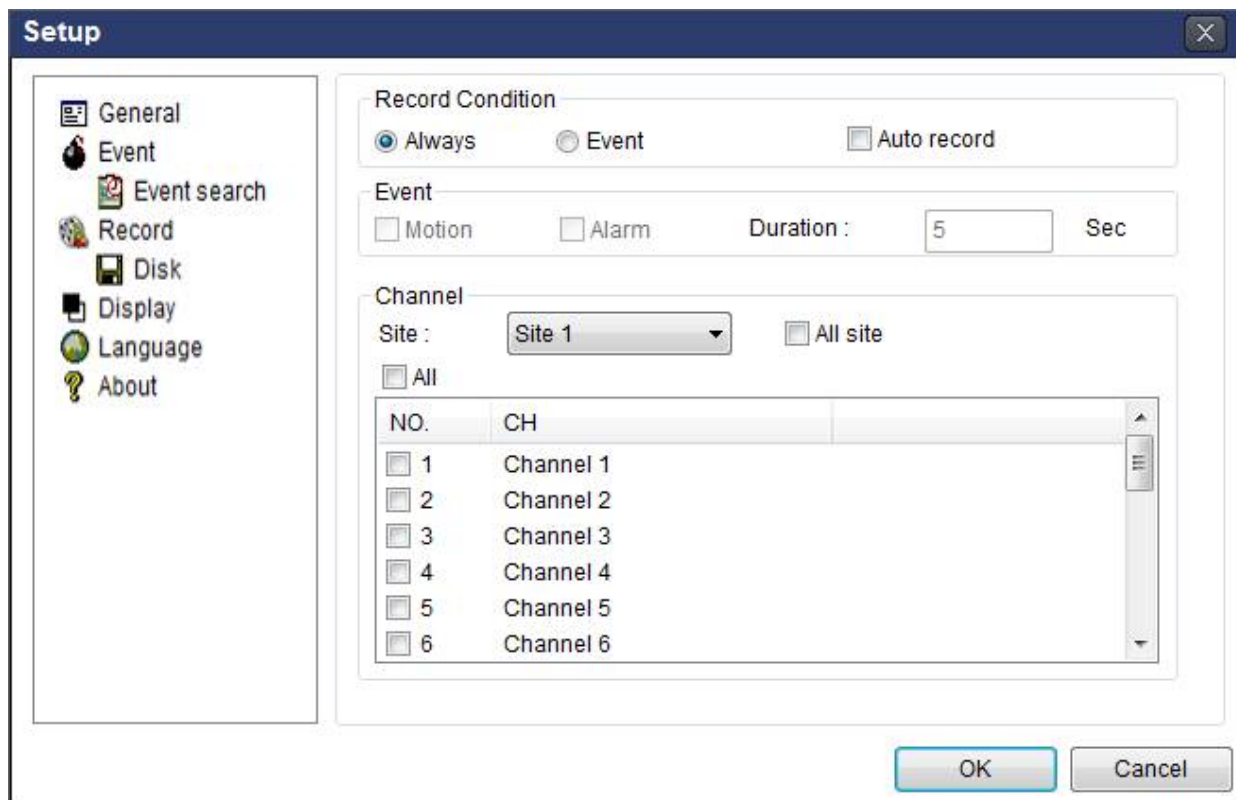 Setup
General
Event
Event search
Record
Disk
Display
Language
About
Record Condition
Always Event Auto record
Event
Motion Alarm Duration : 5 Sec
Channel
Site : Site 1 All site
All
NO. CH
1 Channel 1
2 Channel 2
3 Channel 3
4 Channel 4
5 Channel 5
6 Channel 6
OK Cancel